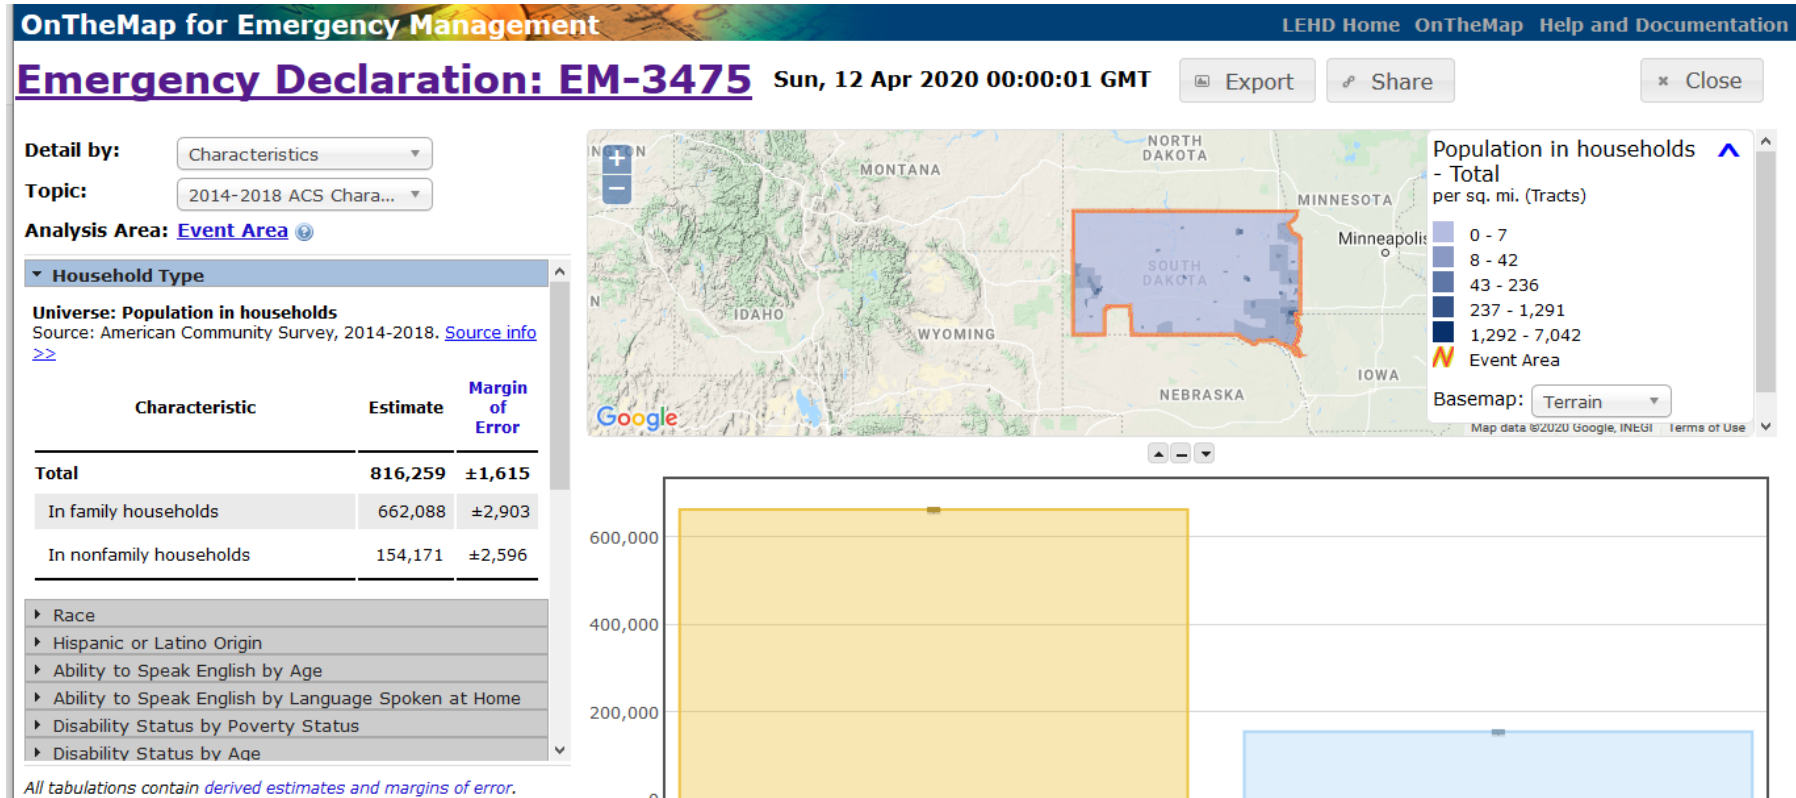 OnTheMap for Emergency Management
LEHD Home OnTheMap Help and Documentation
Emergency Declaration: EM-3475 Sun, 12 Apr 2020 00:00:01 GMT
Export
Share
Close
Detail by: Characteristics
Topic: 2014-2018 ACS Chara...
Analysis Area: Event Area
Household Type
Universe: Population in households
Source: American Community Survey, 2014-2018. Source info
>>
Characteristic Estimate Margin of Error
Total 816,259 ±1,615
In family households 662,088 ±2,903
In nonfamily households 154,171 ±2,596
Race
Hispanic or Latino Origin
Ability to Speak English by Age
Ability to Speak English by Language Spoken at Home
Disability Status by Poverty Status
Disability Status by Age
All tabulations contain derived estimates and margins of error.
MONTANA
NORTH
DAKOTA
MINNESOTA
Minneapolis
SOUTH
DAKOTA
IDAHO
WYOMING
NEBRASKA
IOWA
Google
Population in households
- Total
per sq. mi. (Tracts)
0 - 7
8 - 42
43 - 236
237 - 1,291
1,292 - 7,042
Event Area
Basemap: Terrain
Map data ©2020 Google, INEGI Terms of Use
600,000
400,000
200,000
0